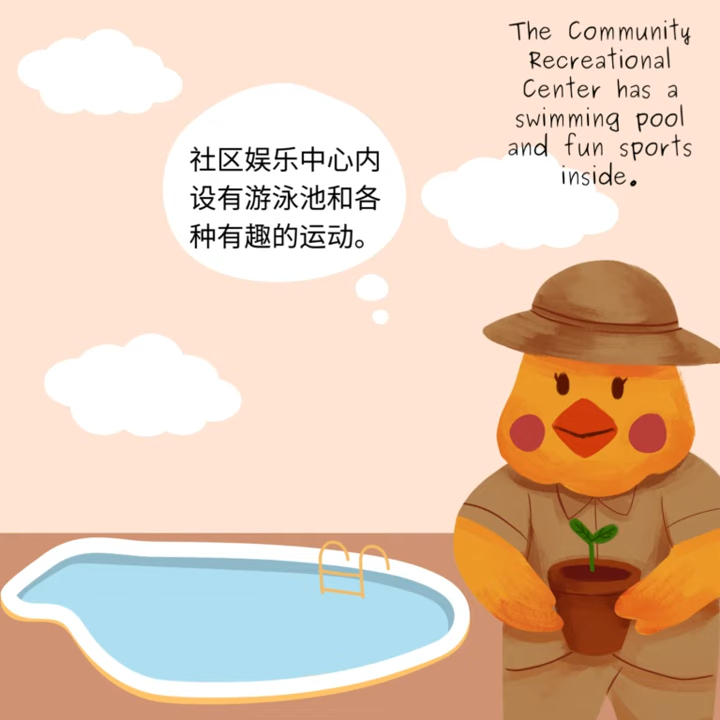 The Community
Recreational
Center has a
swimming pool
and fun sports
inside.
社区娱乐中心内
设有游泳池和各
种有趣的运动。